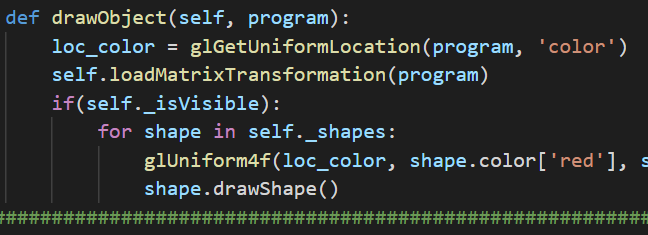 def drawObject(self, program):
    loc_color = glGetUniformLocation(program, 'color')
    self.loadMatrixTransformation(program)
    if(self._isVisible):
        for shape in self._shapes:
            glUniform4f(loc_color, shape.color['red'], s
            shape.drawShape()
################################################################